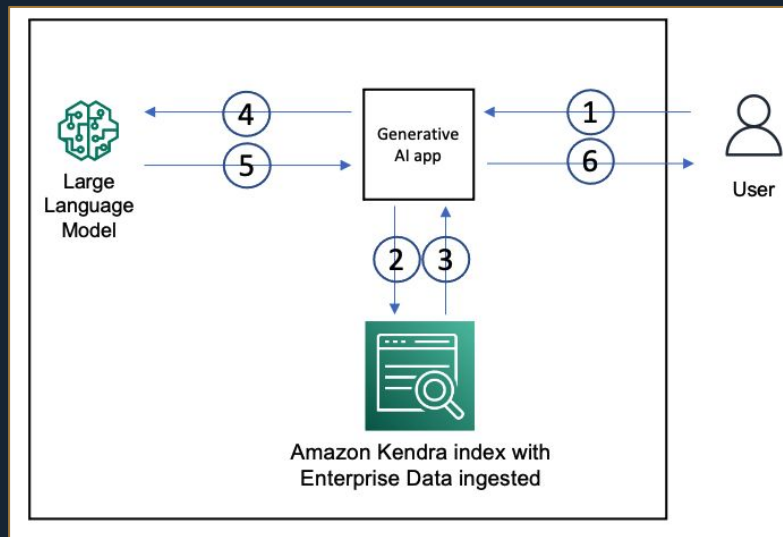 4
1
Generative
AI app
5
6
Large
Language
Model
User
2
3
Amazon Kendra index with
Enterprise Data ingested